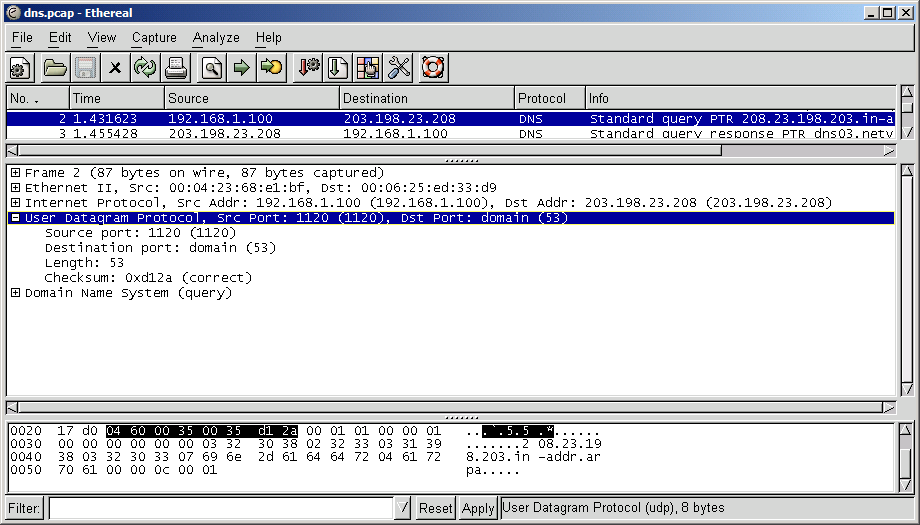 dns.pcap - Ethereal
File Edit View Capture Analyze Help
No. . Time Source Destination Protocol Info
2 1.431623 192.168.1.100 203.198.23.208 DNS Standard query PTR 208.23.198.203.in-a
3 1.455428 203.198.23.208 192.168.1.100 DNS Standard query response PTR dns03.netv
Frame 2 (87 bytes on wire, 87 bytes captured)
Ethernet II, Src: 00:04:23:68:e1:bf, Dst: 00:06:25:ed:33:d9
Internet Protocol, Src Addr: 192.168.1.100 (192.168.1.100), Dst Addr: 203.198.23.208 (203.198.23.208)
User Datagram Protocol, Src Port: 1120 (1120), Dst Port: domain (53)
Source port: 1120 (1120)
Destination port: domain (53)
Length: 53
Checksum: 0xd12a (correct)
Domain Name System (query)
0020 17 d0 04 60 00 35 00 35 d1 2a 00 01 01 00 00 01 ...`.5.5 .*......
0030 00 00 00 00 00 00 03 32 30 38 02 32 33 03 31 39 .......2 08.23.19
0040 38 03 32 30 33 07 69 6e 2d 61 64 64 72 04 61 72 8.203.in -addr.ar
0050 70 61 00 00 0c 00 01 pa.....
Filter: Reset Apply User Datagram Protocol (udp), 8 bytes